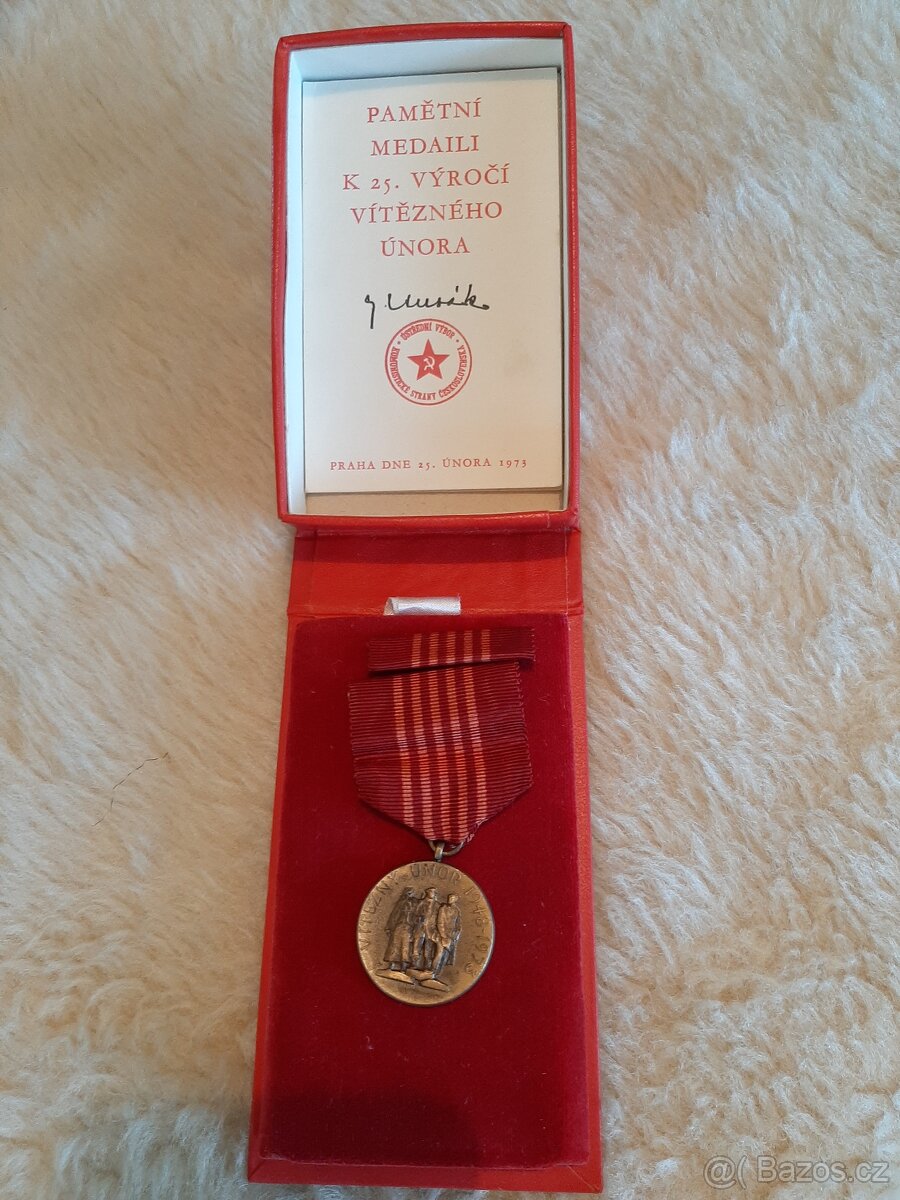 PAMĚTNÍ
MEDAILI
K 25. VÝROČÍ
VÍTĚZNÉHO
ÚNORA
G. Husák
ÚSTŘEDNÍ VÝBOR
KOMUNISTICKÉ STRANY ČESKOSLOVENSKA
PRAHA DNE 25. ÚNORA 1973
VÍTĚZNÝ ÚNOR 1948-1973
@( Bazos.cz